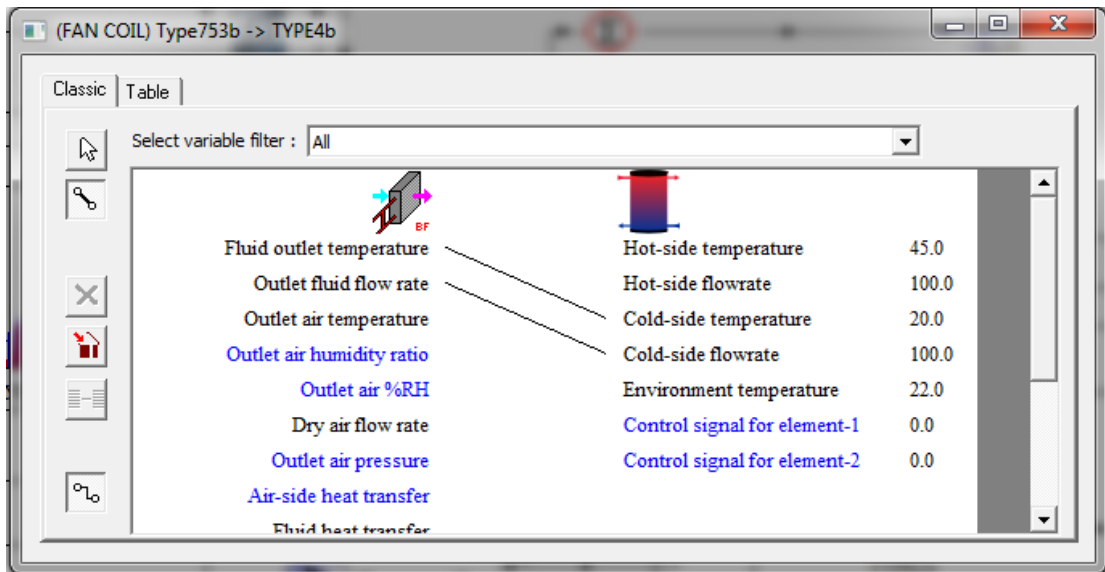 (FAN COIL) Type753b -> TYPE4b
Classic Table
Select variable filter : All
BF
Fluid outlet temperature Hot-side temperature 45.0
Outlet fluid flow rate Hot-side flowrate 100.0
Outlet air temperature Cold-side temperature 20.0
Outlet air humidity ratio Cold-side flowrate 100.0
Outlet air %RH Environment temperature 22.0
Dry air flow rate Control signal for element-1 0.0
Outlet air pressure Control signal for element-2 0.0
Air-side heat transfer
Fluid heat transfer